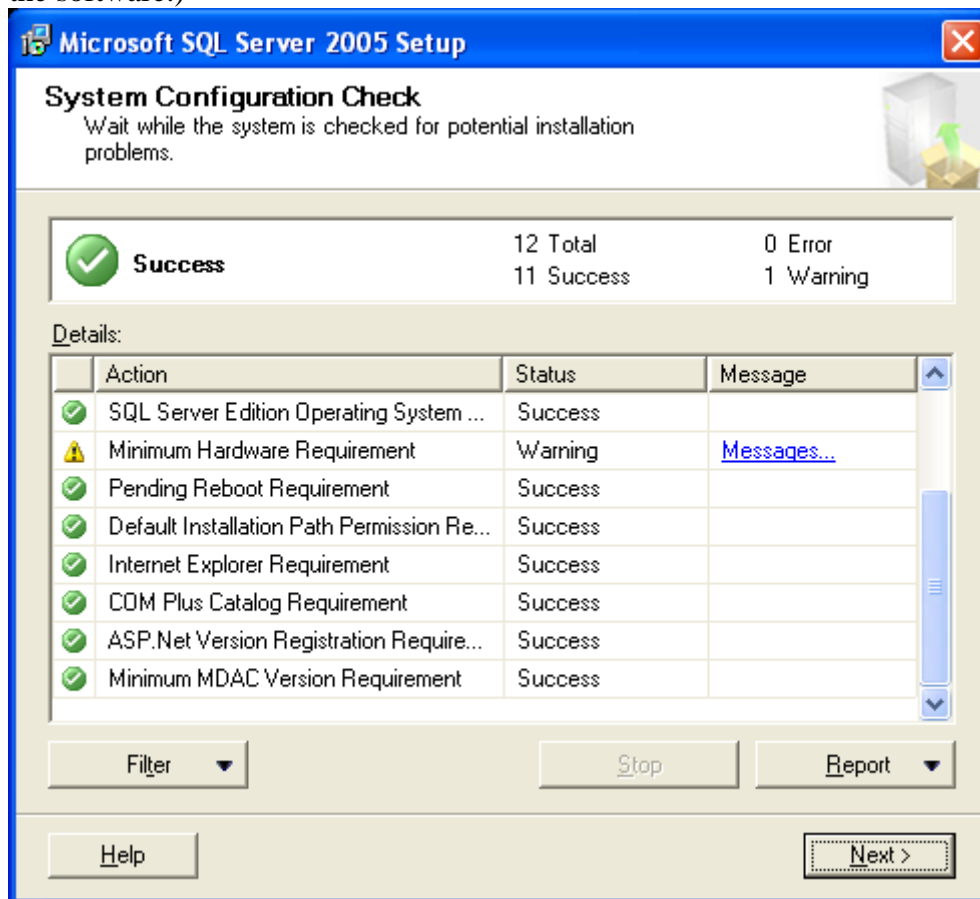 the software.)
Microsoft SQL Server 2005 Setup
System Configuration Check
Wait while the system is checked for potential installation
problems.
Success 12 Total 0 Error
11 Success 1 Warning
Details:
Action Status Message
SQL Server Edition Operating System ... Success
Minimum Hardware Requirement Warning Messages...
Pending Reboot Requirement Success
Default Installation Path Permission Re... Success
Internet Explorer Requirement Success
COM Plus Catalog Requirement Success
ASP.Net Version Registration Require... Success
Minimum MDAC Version Requirement Success
Filter Stop Report
Help Next >